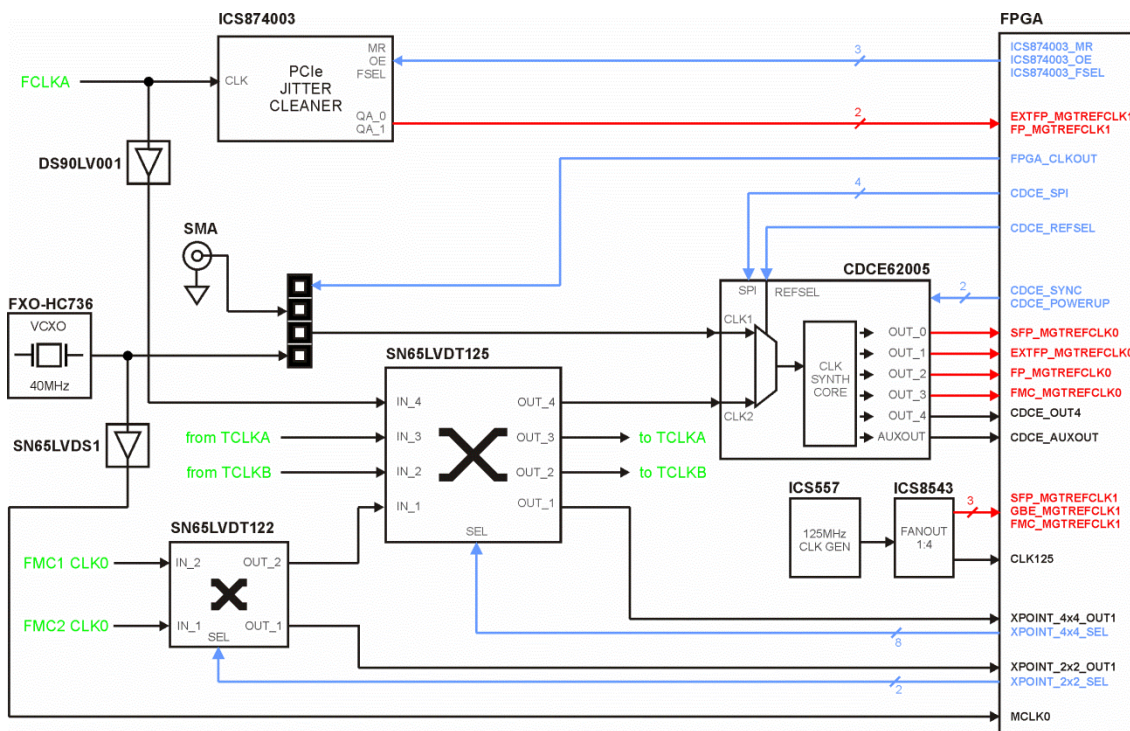 ICS874003
FPGA
FCLKA
CLK
PCIe
JITTER
CLEANER
MR
OE
FSEL
QA_0
QA_1
3
2
ICS874003_MR
ICS874003_OE
ICS874003_FSEL
EXTFP_MGTREFCLK1
FP_MGTREFCLK1
DS90LV001
FPGA_CLKOUT
4
CDCE_SPI
SMA
CDCE_REFSEL
CDCE62005
FXO-HC736
VCXO
40MHz
SPI
REFSEL
CLK1
CLK2
CLK
SYNTH
CORE
OUT_0
OUT_1
OUT_2
OUT_3
OUT_4
AUXOUT
2
CDCE_SYNC
CDCE_POWERUP
SFP_MGTREFCLK0
EXTFP_MGTREFCLK0
FP_MGTREFCLK0
FMC_MGTREFCLK0
CDCE_OUT4
CDCE_AUXOUT
SN65LVDT125
IN_4
IN_3
IN_2
IN_1
OUT_4
OUT_3
OUT_2
OUT_1
SEL
from TCLKA
from TCLKB
to TCLKA
to TCLKB
SN65LVDS1
ICS557
125MHz
CLK GEN
ICS8543
FANOUT
1:4
3
SFP_MGTREFCLK1
GBE_MGTREFCLK1
FMC_MGTREFCLK1
CLK125
SN65LVDT122
FMC1 CLK0
FMC2 CLK0
IN_2
IN_1
OUT_2
OUT_1
SEL
8
XPOINT_4x4_OUT1
XPOINT_4x4_SEL
2
XPOINT_2x2_OUT1
XPOINT_2x2_SEL
MCLK0